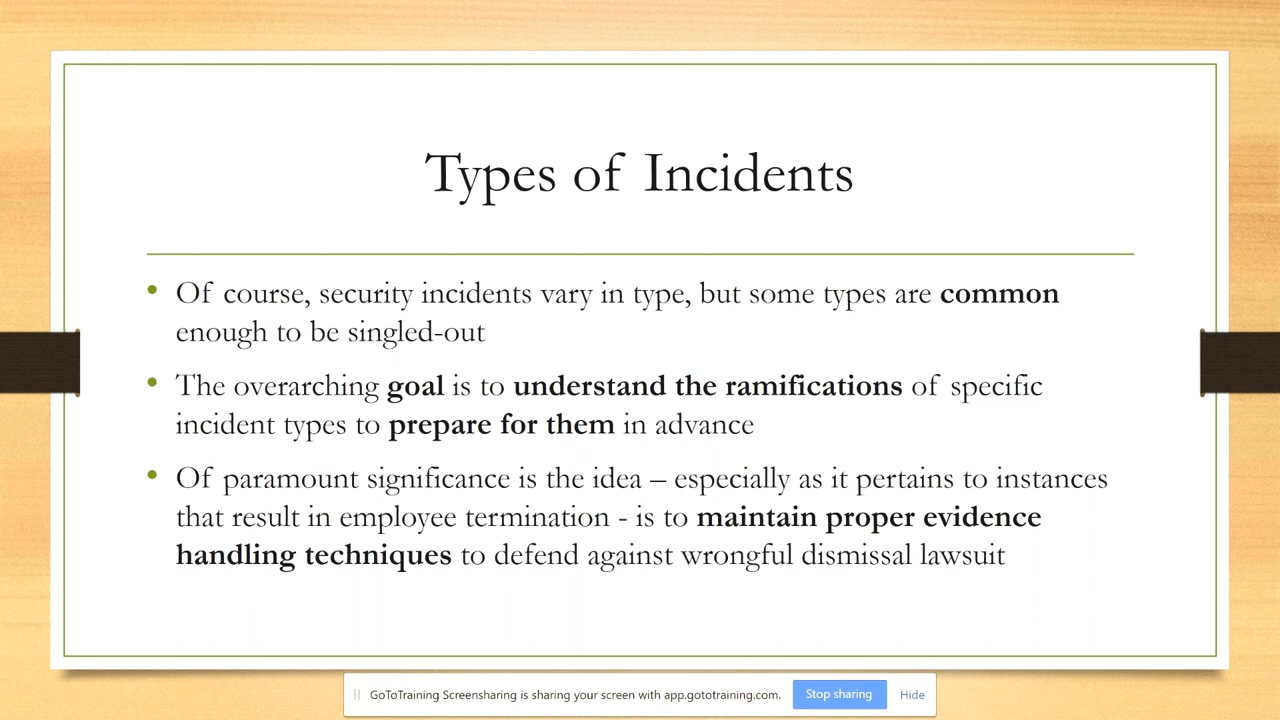 Types of Incidents
Of course, security incidents vary in type, but some types are common
enough to be singled-out
The overarching goal is to understand the ramifications of specific
incident types to prepare for them in advance
Of paramount significance is the idea – especially as it pertains to instances
that result in employee termination - is to maintain proper evidence
handling techniques to defend against wrongful dismissal lawsuit
GoToTraining Screensharing is sharing your screen with app.gototraining.com.
Stop sharing
Hide